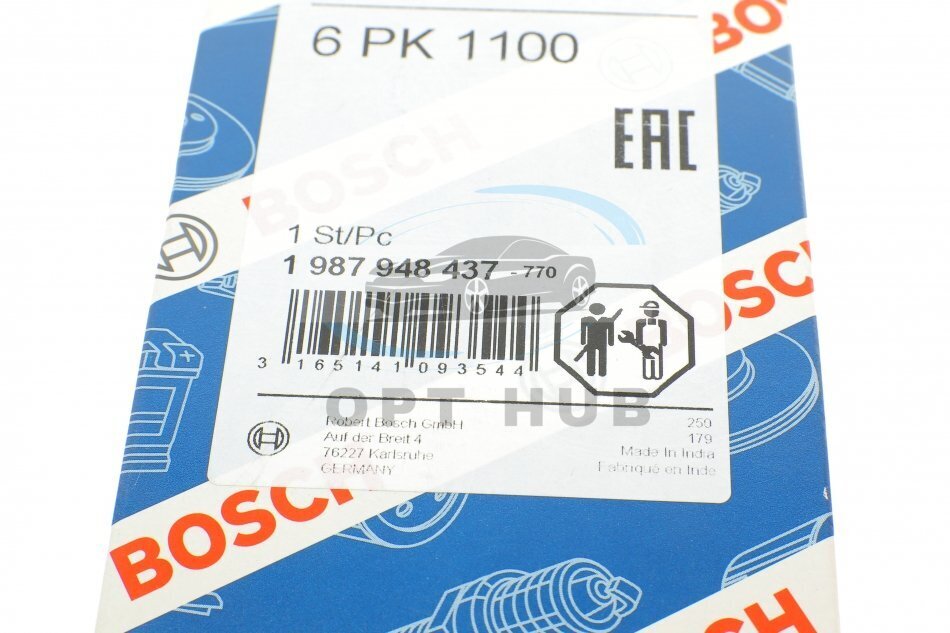 BOSCH
6 PK 1100
EAC
BOSCH
1 St/Pc
1 987 948 437 - 770
3 165141 093544
OPT HUB
Robert Bosch GmbH
Auf der Breit 4
76227 Karlsruhe
GERMANY
259
179
Made In India
Fabriqué en Inde
BOSCH
BOSCH
BOSCH